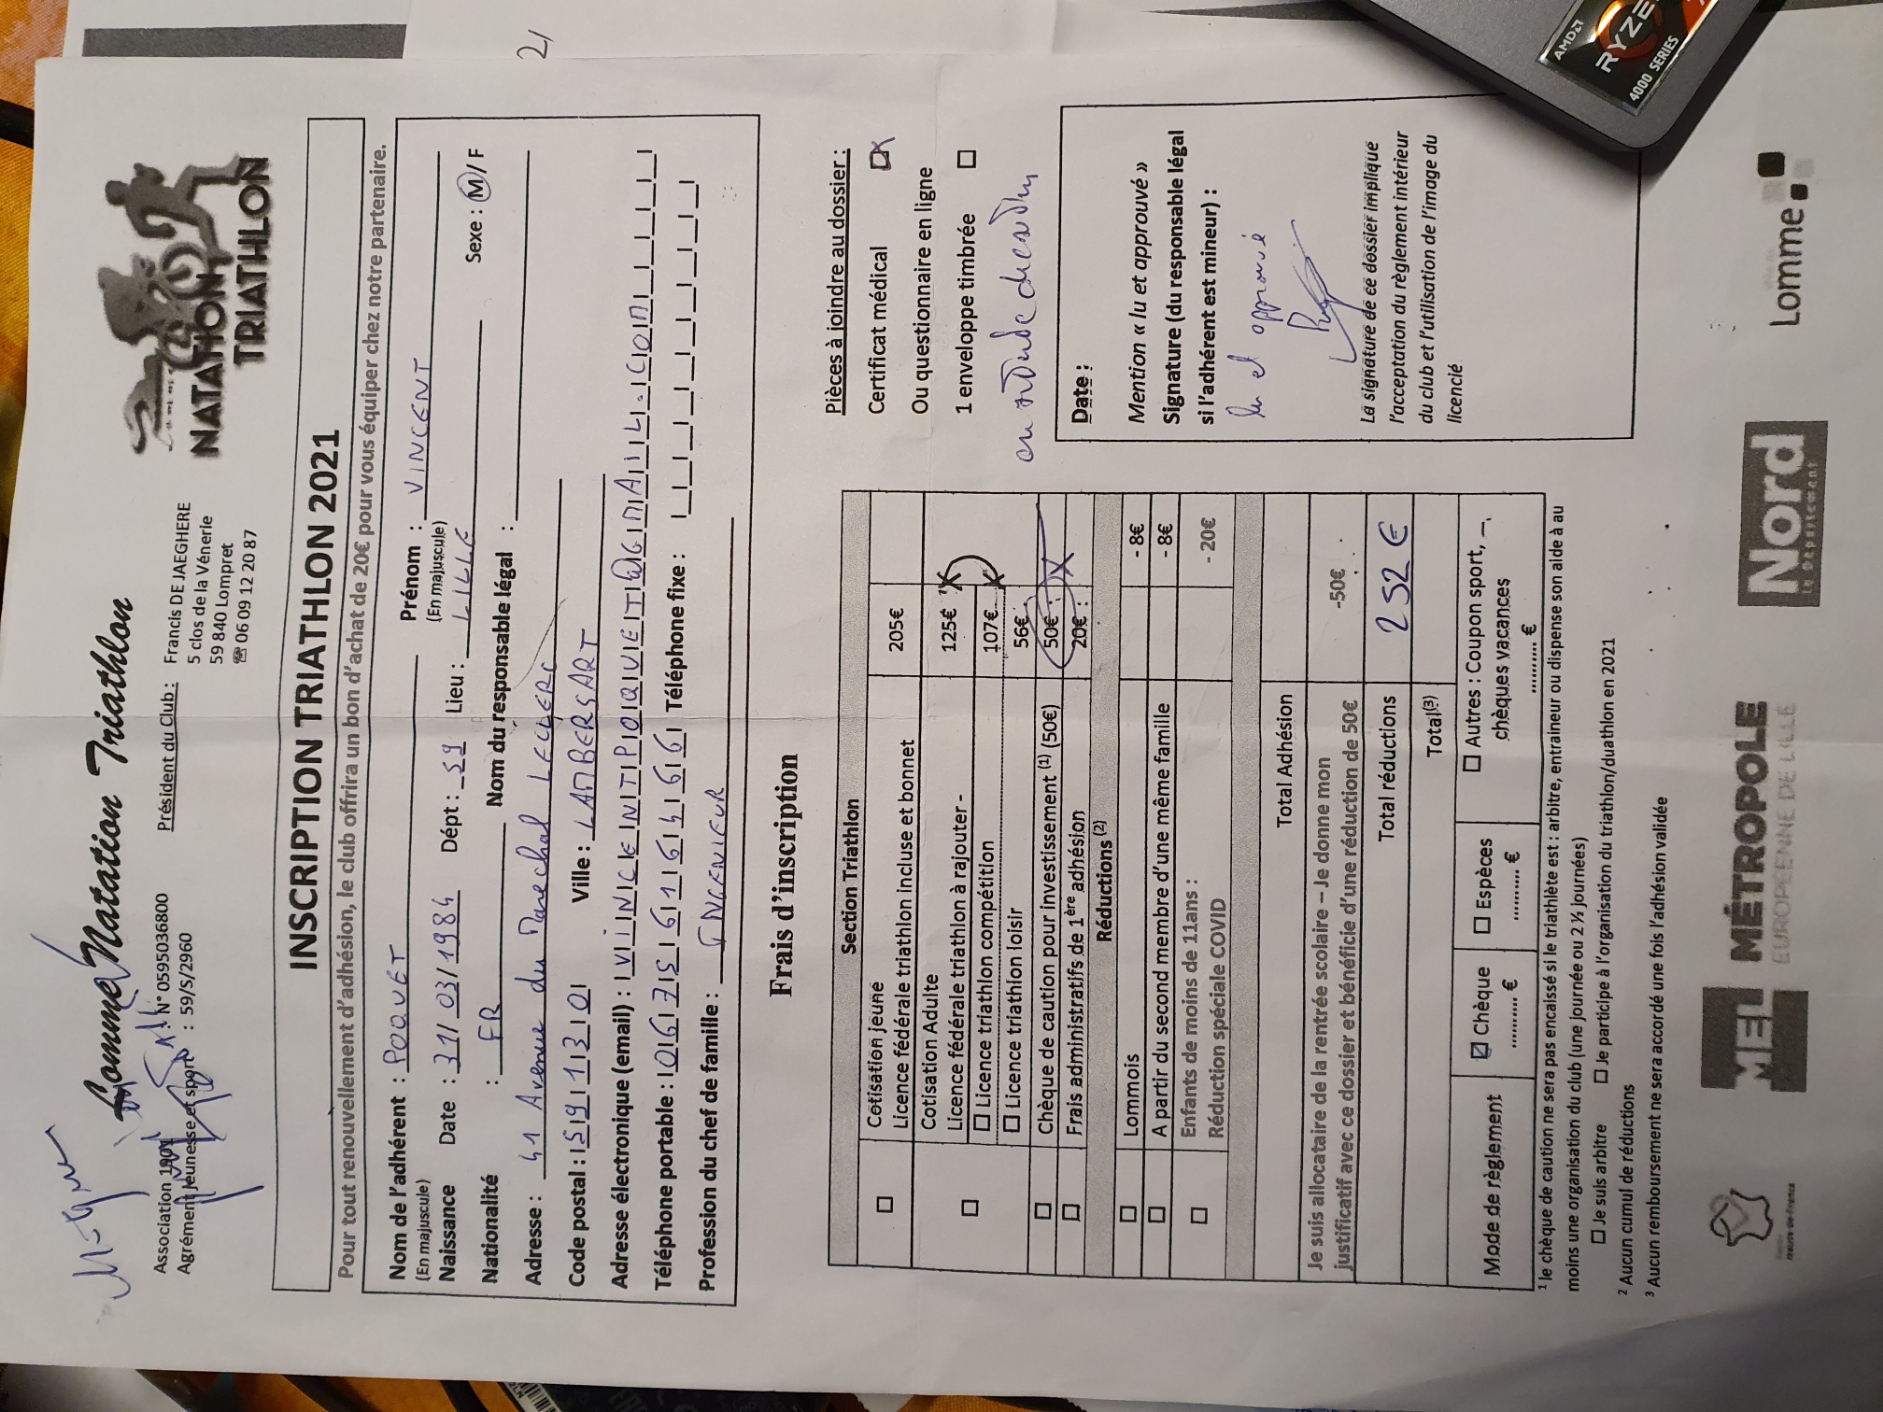 21
AMD
RYZEN
4000 SERIES
Lomme Natation Triathlon
NATATION
TRIATHLON
Association 1901 : N° 0595036800
Agrément jeunesse et sport : 59/S/2960
Président du Club :
Francis DE JAEGHERE
5 clos de la Vénerie
59 840 Lompret
☏ 06 09 12 20 87
INSCRIPTION TRIATHLON 2021
Pour tout renouvellement d'adhésion, le club offrira un bon d'achat de 20€ pour vous équiper chez notre partenaire.
Nom de l'adhérent : POQUET Prénom : VINCENT
(En majuscule) (En majuscule)
Naissance Date : 31/03/1984 Dépt : 59 Lieu : LILLE Sexe : M/F
Nationalité : FR Nom du responsable légal :
Adresse : 41 Avenue du Marechal LECLERC
Code postal : 59130 Ville : LAMBERSART
Adresse électronique (email) : VINCENTPOQUET@GMAIL.COM
Téléphone portable : 0675616466 Téléphone fixe :
Profession du chef de famille : INGENIEUR
Frais d'inscription
Section Triathlon
☐ Cotisation jeune
Licence fédérale triathlon incluse et bonnet 205€
☐ Cotisation Adulte
Licence fédérale triathlon à rajouter - 125€ X
☐ Licence triathlon compétition 107€ X
☐ Licence triathlon loisir 56€
☐ Chèque de caution pour investissement (1) (50€) 50€
☐ Frais administratifs de 1ère adhésion 20€ X
Réductions (2)
☐ Lommois - 8€
☐ A partir du second membre d'une même famille - 8€
☐ Enfants de moins de 11ans :
Réduction spéciale COVID - 20€
Total Adhésion
Je suis allocataire de la rentrée scolaire – Je donne mon
justificatif avec ce dossier et bénéficie d'une réduction de 50€ -50€
Total réductions 252 €
Total(3)
Mode de règlement
☑ Chèque
.......... €
☐ Espèces
.......... €
☐ Autres : Coupon sport,
chèques vacances
.......... €
Pièces à joindre au dossier :
Certificat médical ☒
Ou questionnaire en ligne
1 enveloppe timbrée ☐
Date :
Mention « lu et approuvé »
Signature (du responsable légal
si l'adhérent est mineur) :
lu et approuvé
La signature de ce dossier implique
l'acceptation du règlement intérieur
du club et l'utilisation de l'image du
licencié
1 le chèque de caution ne sera pas encaissé si le triathlète est : arbitre, entraineur ou dispense son aide à au
moins une organisation du club (une journée ou 2 ½ journées)
☐ Je suis arbitre ☐ Je participe à l'organisation du triathlon/duathlon en 2021
2 Aucun cumul de réductions
3 Aucun remboursement ne sera accordé une fois l'adhésion validée
Hauts-de-France
MEL
MÉTROPOLE
EUROPÉENNE DE LILLE
Nord
le Département
Lomme